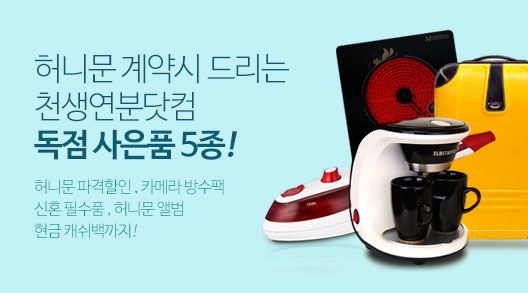 허니문 계약시 드리는
천생연분닷컴
독점 사은품 5종!
허니문 파격할인 , 카메라 방수팩
신혼 필수품 , 허니문 앨범
현금 캐쉬백까지!